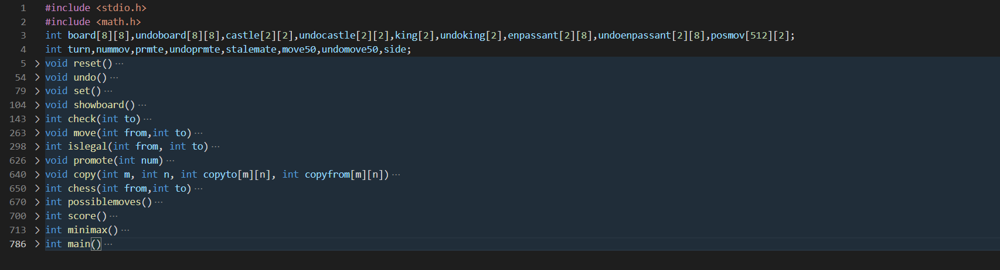 1 #include <stdio.h>
2 #include <math.h>
3 int board[8][8],undoboard[8][8],castle[2][2],undocastle[2][2],king[2],undoking[2],enpassant[2][8],undoenpassant[2][8],posmov[512][2];
4 int turn,nummov,prmte,undoprmte,stalemate,move50,undomove50,side;
5 > void reset() ···
54 > void undo() ···
79 > void set() ···
104 > void showboard() ···
143 > int check(int to) ···
263 > void move(int from,int to) ···
298 > int islegal(int from, int to) ···
626 > void promote(int num) ···
640 > void copy(int m, int n, int copyto[m][n], int copyfrom[m][n]) ···
650 > int chess(int from,int to) ···
670 > int possiblemoves() ···
700 > int score() ···
713 > int minimax() ···
786 > int main() ···